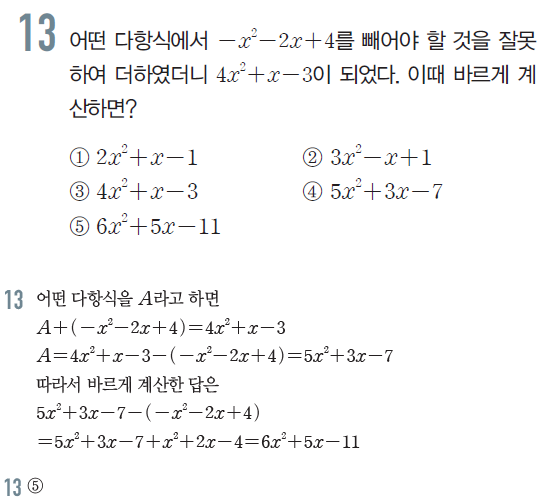 13 어떤 다항식에서 −x²−2x+4를 빼어야 할 것을 잘못
하여 더하였더니 4x²+x−3이 되었다. 이때 바르게 계
산하면?
① 2x²+x−1 ② 3x²−x+1
③ 4x²+x−3 ④ 5x²+3x−7
⑤ 6x²+5x−11
13 어떤 다항식을 A라고 하면
A+(−x²−2x+4)=4x²+x−3
A=4x²+x−3−(−x²−2x+4)=5x²+3x−7
따라서 바르게 계산한 답은
5x²+3x−7−(−x²−2x+4)
=5x²+3x−7+x²+2x−4=6x²+5x−11
13 ⑤